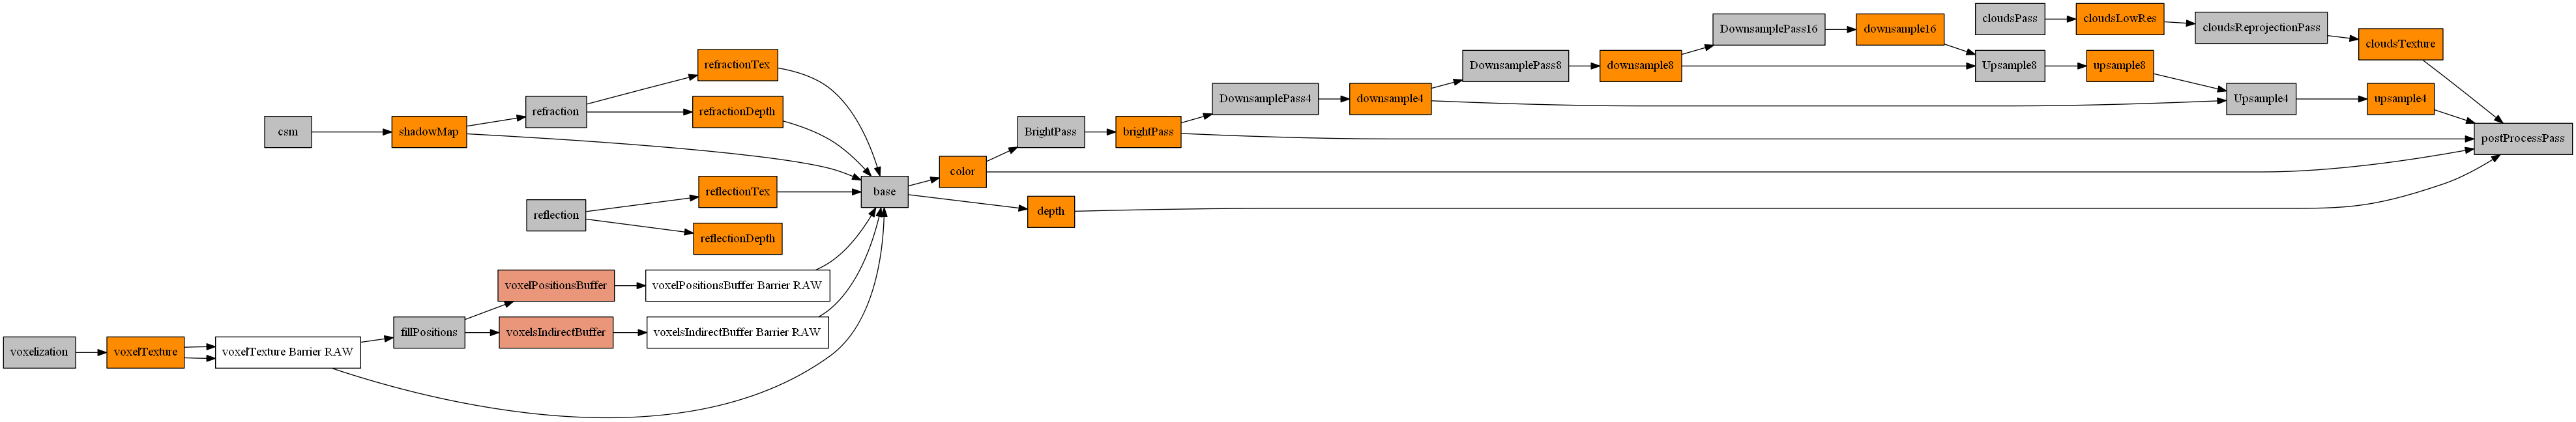 cloudsPass
cloudsLowRes
cloudsReprojectionPass
cloudsTexture
DownsamplePass16
downsample16
DownsamplePass8
downsample8
Upsample8
upsample8
DownsamplePass4
downsample4
Upsample4
upsample4
refractionTex
refractionDepth
refraction
csm
shadowMap
BrightPass
brightPass
postProcessPass
color
base
depth
reflectionTex
reflection
reflectionDepth
voxelPositionsBuffer
voxelPositionsBuffer Barrier RAW
fillPositions
voxelsIndirectBuffer
voxelsIndirectBuffer Barrier RAW
voxelization
voxelTexture
voxelTexture Barrier RAW